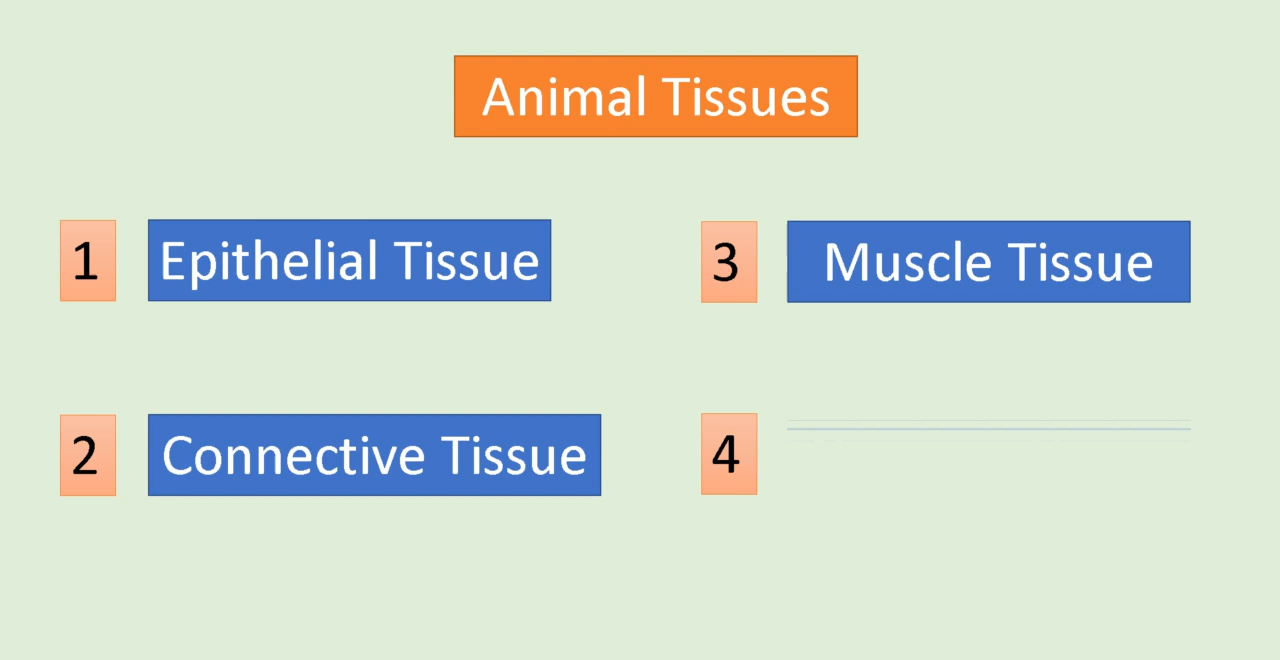 Animal Tissues
1 Epithelial Tissue
2 Connective Tissue
3 Muscle Tissue
4